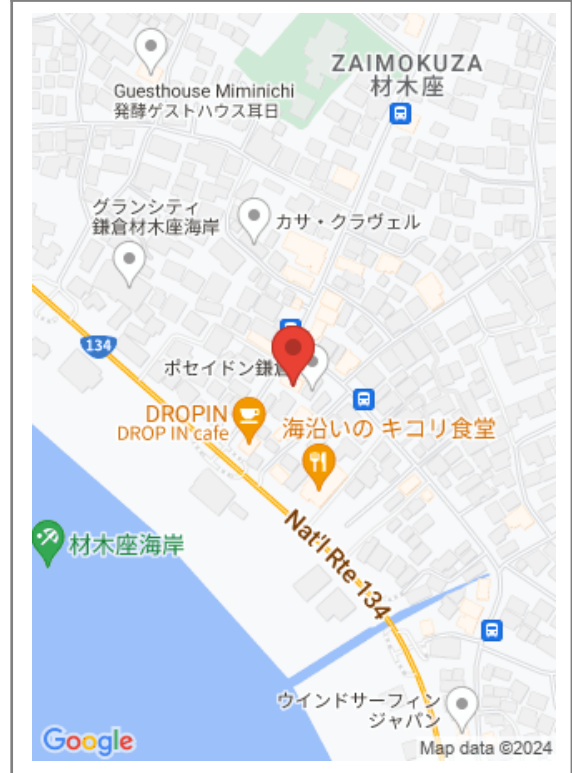 ZAIMOKUZA
材木座
Guesthouse Miminichi
発酵ゲストハウス耳日
グランシティ
鎌倉材木座海岸
カサ・クラヴェル
134
ポセイドン鎌倉
DROPIN
DROP IN cafe
海沿いの キコリ食堂
材木座海岸
Nat'l Rte 134
ウインドサーフィン
ジャパン
Google
Map data ©2024